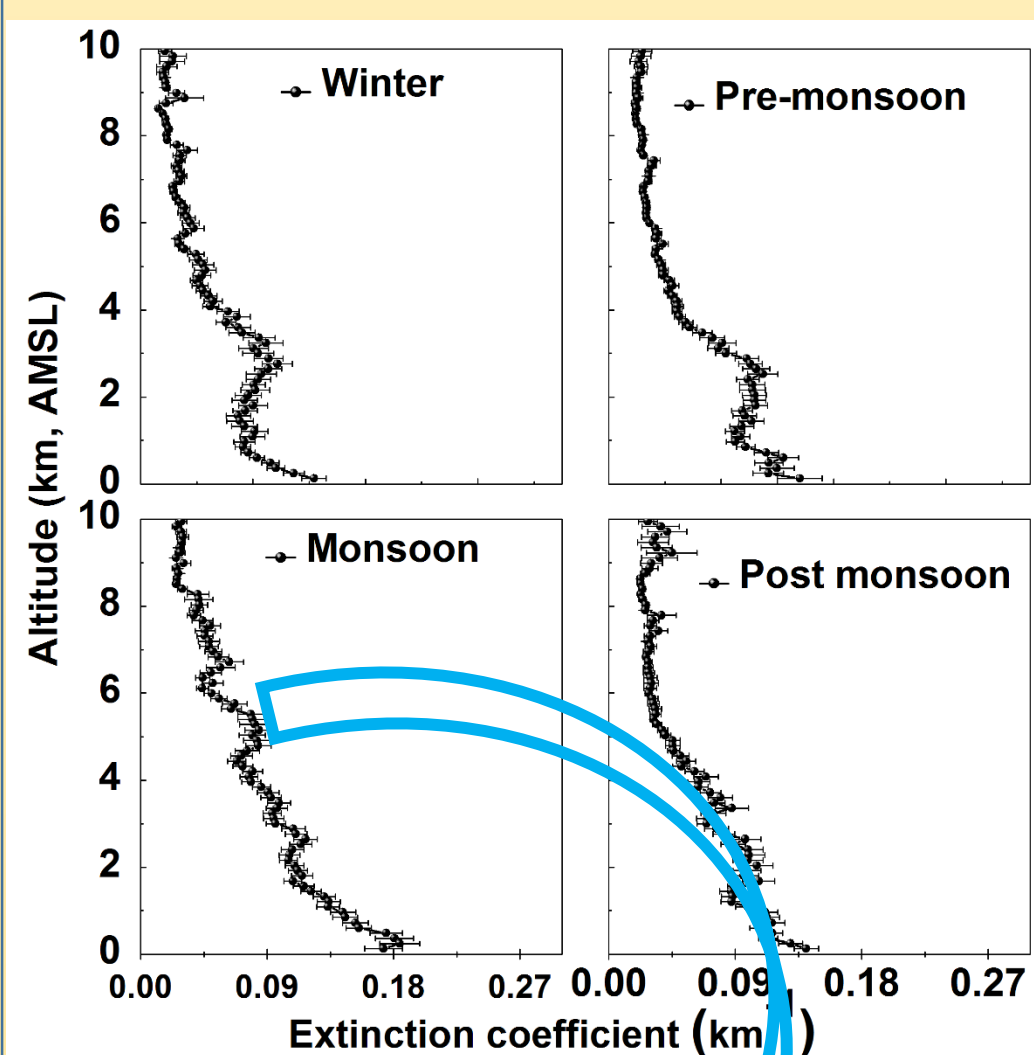 10
8
6
4
2
0
Winter
Pre-monsoon
10
8
6
4
2
0
Monsoon
Post monsoon
Altitude (km, AMSL)
0.00 0.09 0.18 0.27
0.00 0.09 0.18 0.27
Extinction coefficient (km )